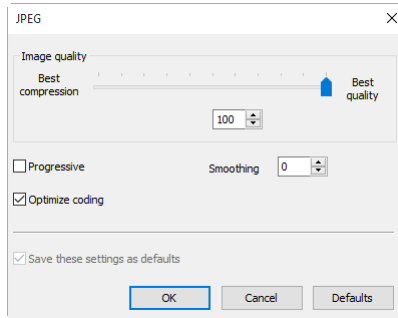 JPEG
Image quality
Best compression
Best quality
100
Progressive
Smoothing 0
Optimize coding
Save these settings as defaults
OK Cancel Defaults